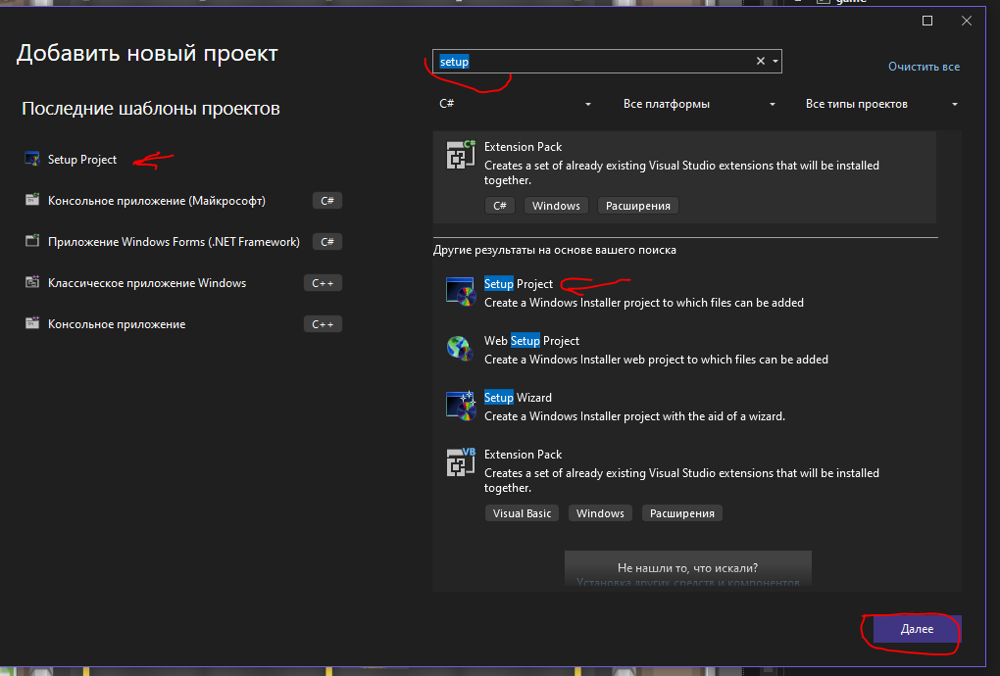 game
Добавить новый проект
setup
Очистить все
Последние шаблоны проектов
C#
Все платформы
Все типы проектов
Setup Project
Консольное приложение (Майкрософт)
C#
Приложение Windows Forms (.NET Framework)
C#
Классическое приложение Windows
C++
Консольное приложение
C++
Extension Pack
Creates a set of already existing Visual Studio extensions that will be installed
together.
C#
Windows
Расширения
Другие результаты на основе вашего поиска
Setup Project
Create a Windows Installer project to which files can be added
Web Setup Project
Create a Windows Installer web project to which files can be added
Setup Wizard
Create a Windows Installer project with the aid of a wizard.
Extension Pack
Creates a set of already existing Visual Studio extensions that will be installed
together.
Visual Basic
Windows
Расширения
Не нашли то, что искали?
Установка других средств и компонентов
Далее